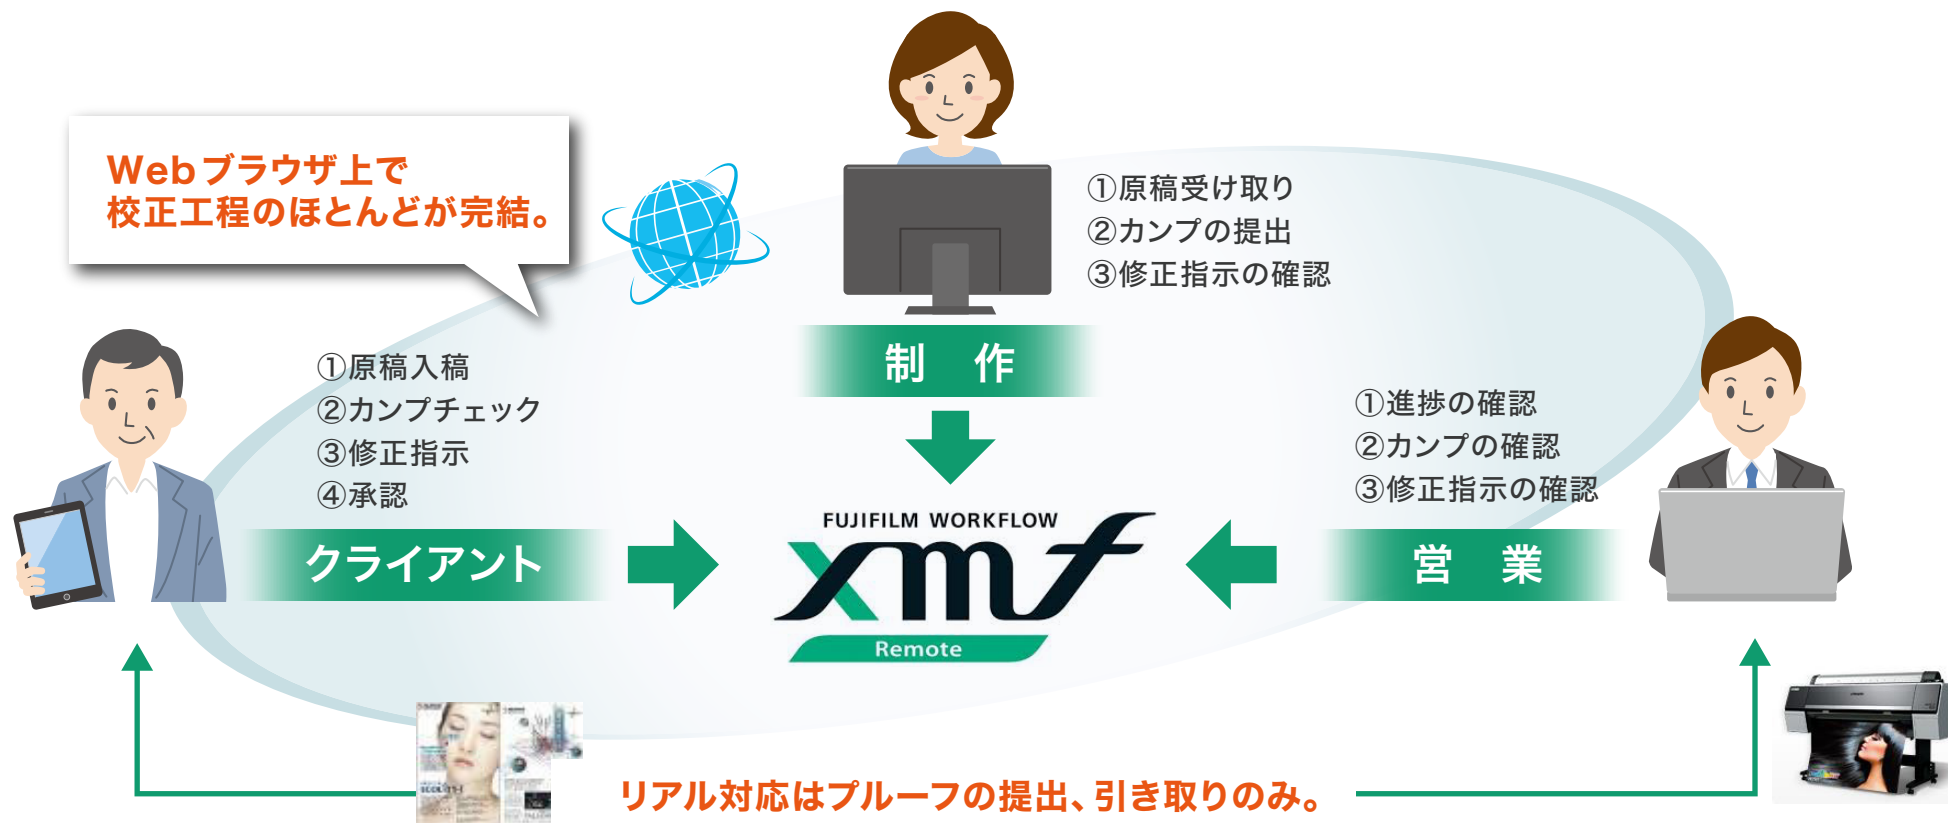 Webブラウザ上で
校正工程のほとんどが完結。
①原稿受け取り
②カンプの提出
③修正指示の確認
制 作
①原稿入稿
②カンプチェック
③修正指示
④承認
クライアント
①進捗の確認
②カンプの確認
③修正指示の確認
営 業
FUJIFILM WORKFLOW
xmf
Remote
リアル対応はプルーフの提出、引き取りのみ。